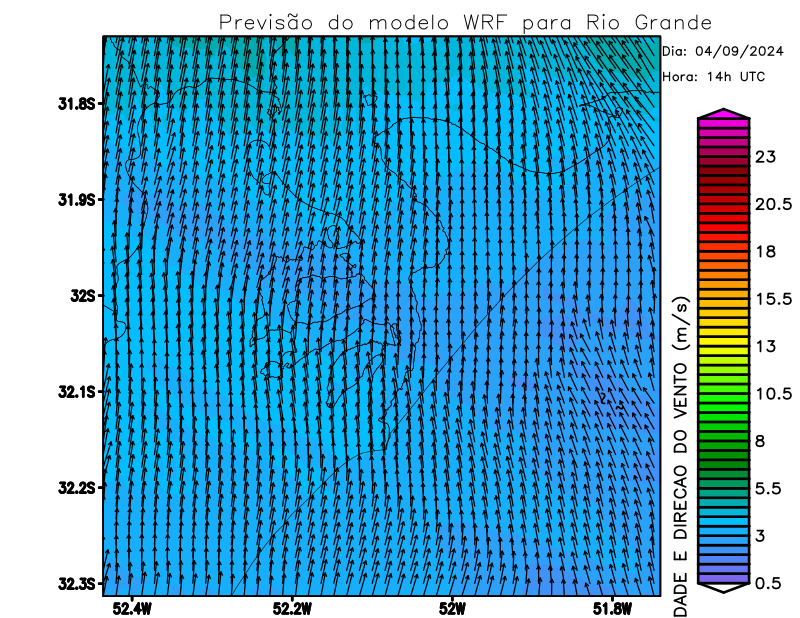 Previsão do modelo WRF para Rio Grande
Dia: 04/09/2024
Hora: 14h UTC
31.8S
31.9S
32S
32.1S
32.2S
32.3S
52.4W
52.2W
52W
51.8W
23
20.5
18
15.5
13
10.5
8
5.5
3
0.5
DADE E DIRECAO DO VENTO (m/s)
2